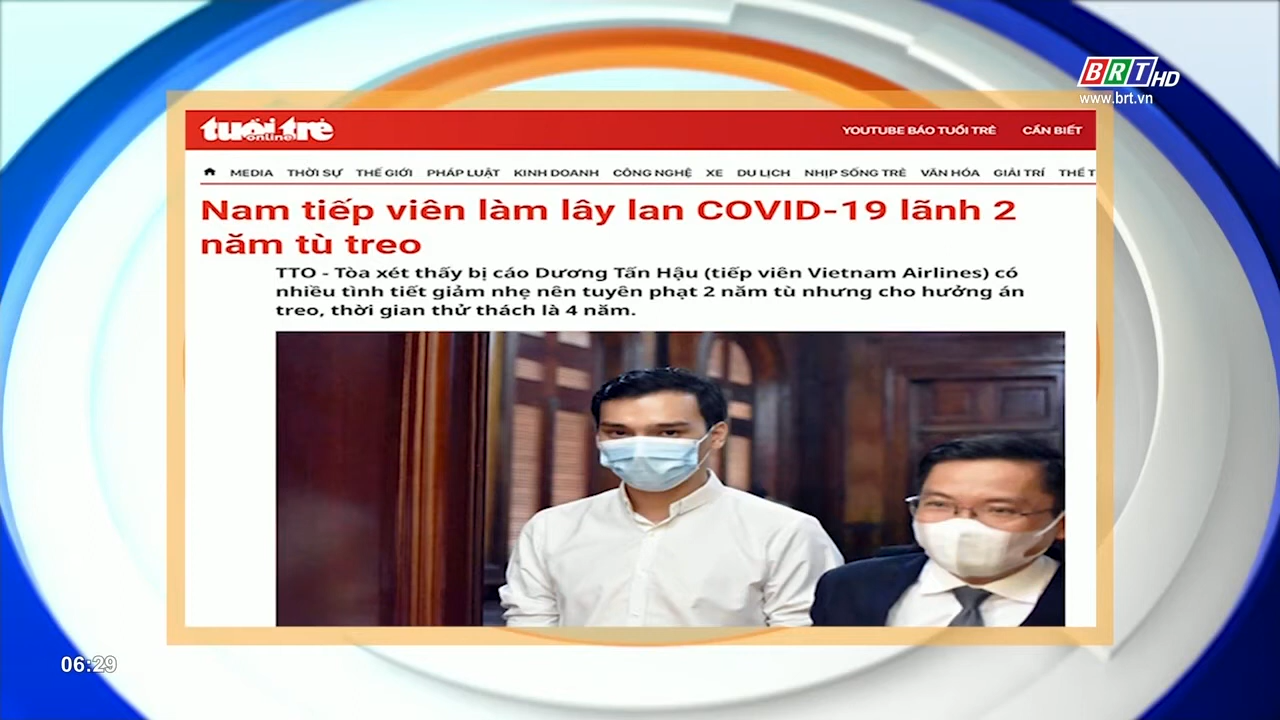 BRT HD
www.brt.vn
tuổi trẻ
online
YOUTUBE BÁO TUỔI TRẺ CẦN BIẾT
MEDIA THỜI SỰ THẾ GIỚI PHÁP LUẬT KINH DOANH CÔNG NGHỆ XE DU LỊCH NHỊP SỐNG TRẺ VĂN HÓA GIẢI TRÍ THỂ T
Nam tiếp viên làm lây lan COVID-19 lãnh 2
năm tù treo
TTO - Tòa xét thấy bị cáo Dương Tấn Hậu (tiếp viên Vietnam Airlines) có
nhiều tình tiết giảm nhẹ nên tuyên phạt 2 năm tù nhưng cho hưởng án
treo, thời gian thử thách là 4 năm.
06:29